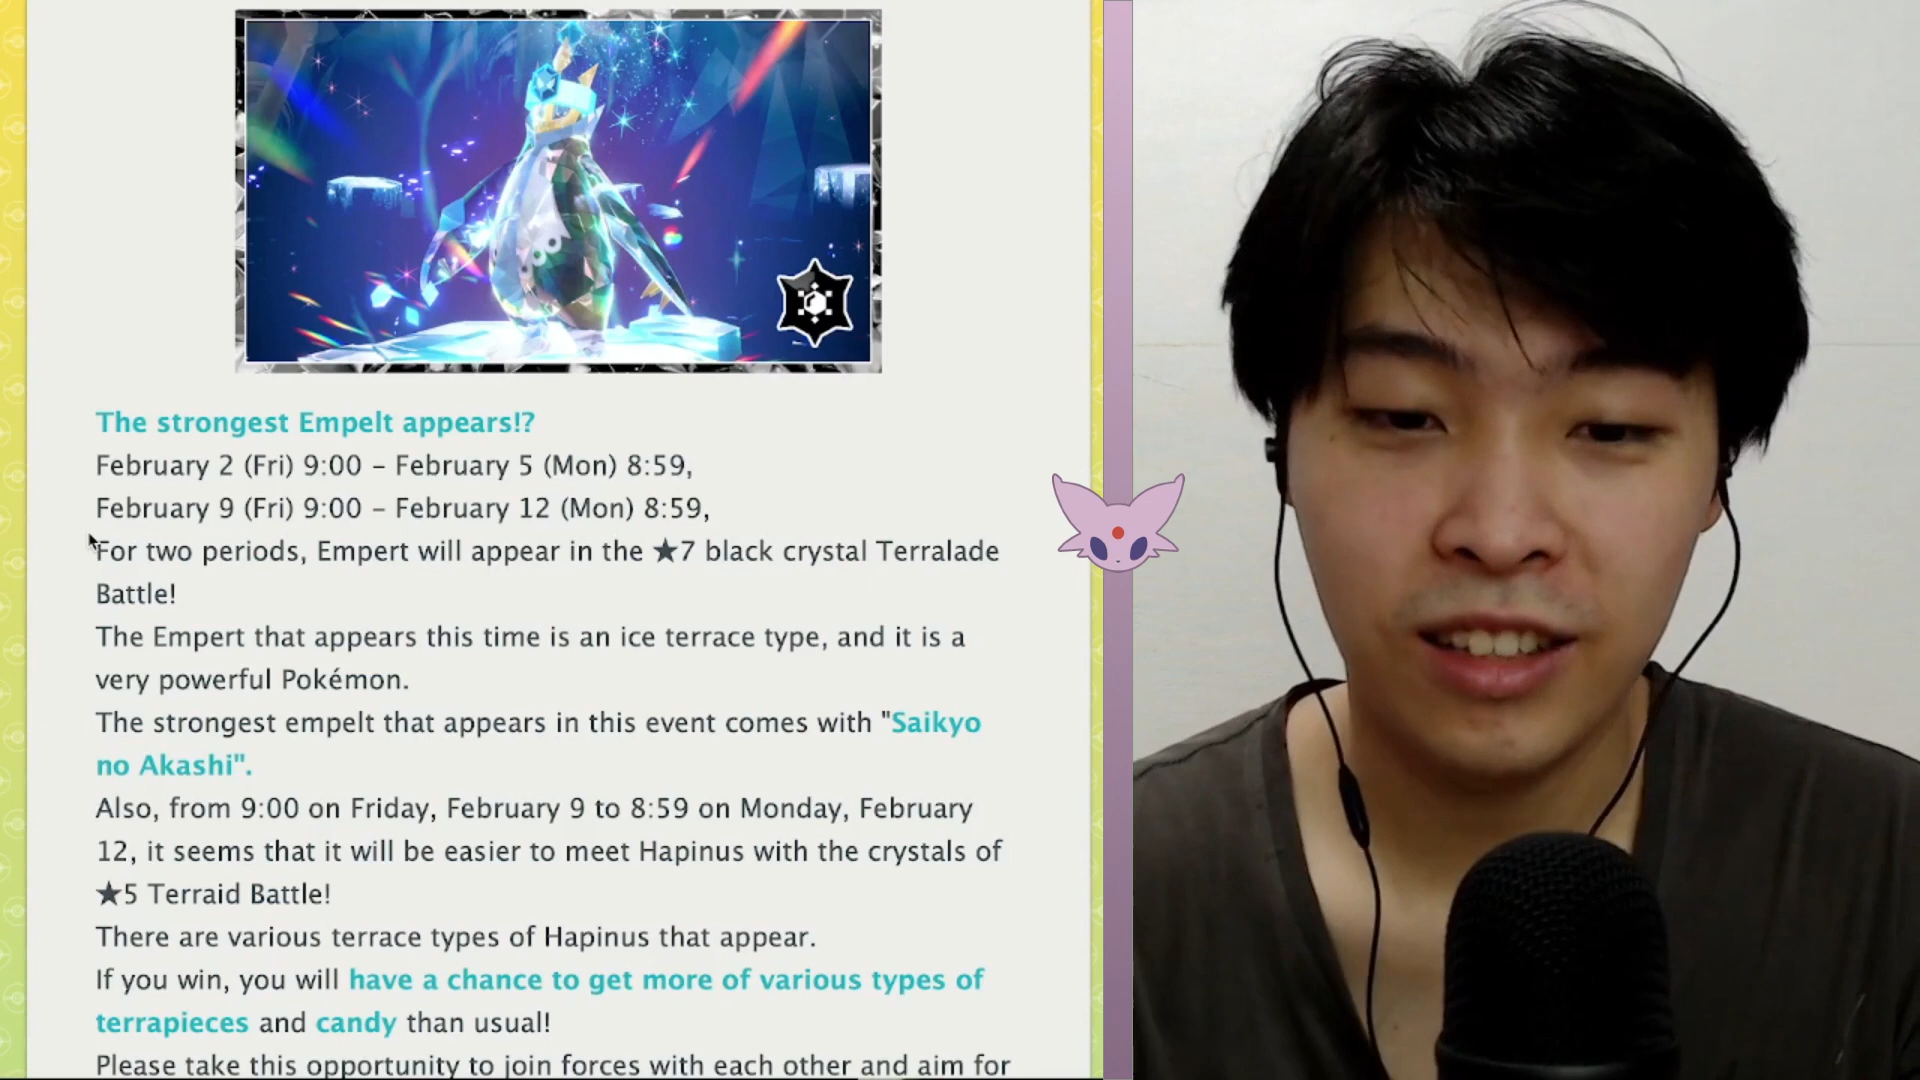 The strongest Empelt appears!?
February 2 (Fri) 9:00 – February 5 (Mon) 8:59,
February 9 (Fri) 9:00 – February 12 (Mon) 8:59,
For two periods, Empert will appear in the ★7 black crystal Terralade
Battle!
The Empert that appears this time is an ice terrace type, and it is a
very powerful Pokémon.
The strongest empelt that appears in this event comes with "Saikyo
no Akashi".
Also, from 9:00 on Friday, February 9 to 8:59 on Monday, February
12, it seems that it will be easier to meet Hapinus with the crystals of
★5 Terraid Battle!
There are various terrace types of Hapinus that appear.
If you win, you will have a chance to get more of various types of
terrapieces and candy than usual!
Please take this opportunity to join forces with each other and aim for